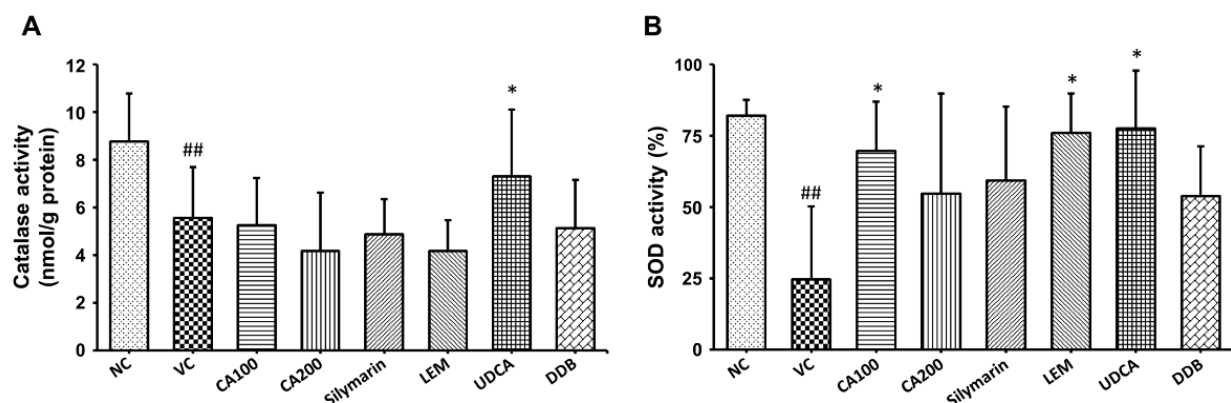 A
Catalase activity
(nmol/g protein)
12
10
8
6
4
2
0
##
*
NC
VC
CA100
CA200
Silymarin
LEM
UDCA
DDB
B
SOD activity (%)
100
75
50
25
0
##
*
*
*
NC
VC
CA100
CA200
Silymarin
LEM
UDCA
DDB